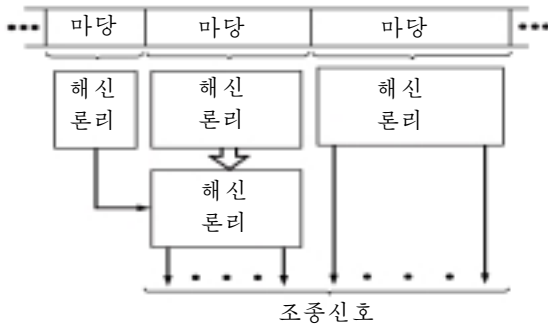 마당 마당 마당
해신 해신 해신
론리 론리 론리
해신
론리
조종신호